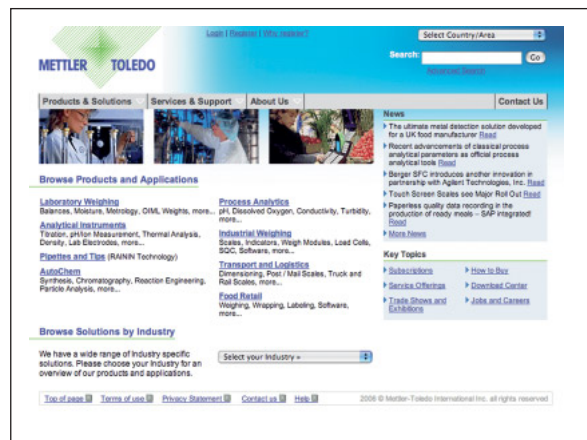 Login | Register | Why register?
Select Country/Area
METTLER TOLEDO
Search:
Go
Advanced Search
Products & Solutions
Services & Support
About Us
Contact Us
Browse Products and Applications
Laboratory Weighing
Balances, Moisture, Metrology, OIML, Weights, more...
Analytical Instruments
Titration, pH/Ion Measurement, Thermal Analysis,
Density, Lab Electrodes, more...
Pipettes and Tips (RAININ Technology)
AutoChem
Synthesis, Chromatography, Reaction Engineering,
Particle Analysis, more...
Process Analytics
pH, Dissolved Oxygen, Conductivity, Turbidity,
more...
Industrial Weighing
Scales, Indicators, Weigh Modules, Load Cells,
SQC, Software, more...
Transport and Logistics
Dimensioning, Post / Mail Scales, Truck and
Rail Scales, more...
Food Retail
Weighing, Wrapping, Labeling, Software,
more...
News
The ultimate metal detection solution developed
for a UK food manufacturer Read
Recent advancements of classical process
analytical parameters as official process
analytical tools Read
Berger SFC introduces another innovation in
partnership with Agilent Technologies, Inc. Read
Touch Screen Scales see Major Roll Out Read
Paperless quality data recording in the
production of ready meals – SAP integrated!
Read
More News
Key Topics
Subscriptions
How to Buy
Service Offerings
Download Center
Trade Shows and
Exhibitions
Jobs and Careers
Browse Solutions by Industry
We have a wide range of industry specific
solutions. Please choose your industry for an
overview of our products and applications.
Select your Industry »
Top of page
Terms of use
Privacy Statement
Contact us
Help
2006 © Mettler-Toledo International Inc. all rights reserved